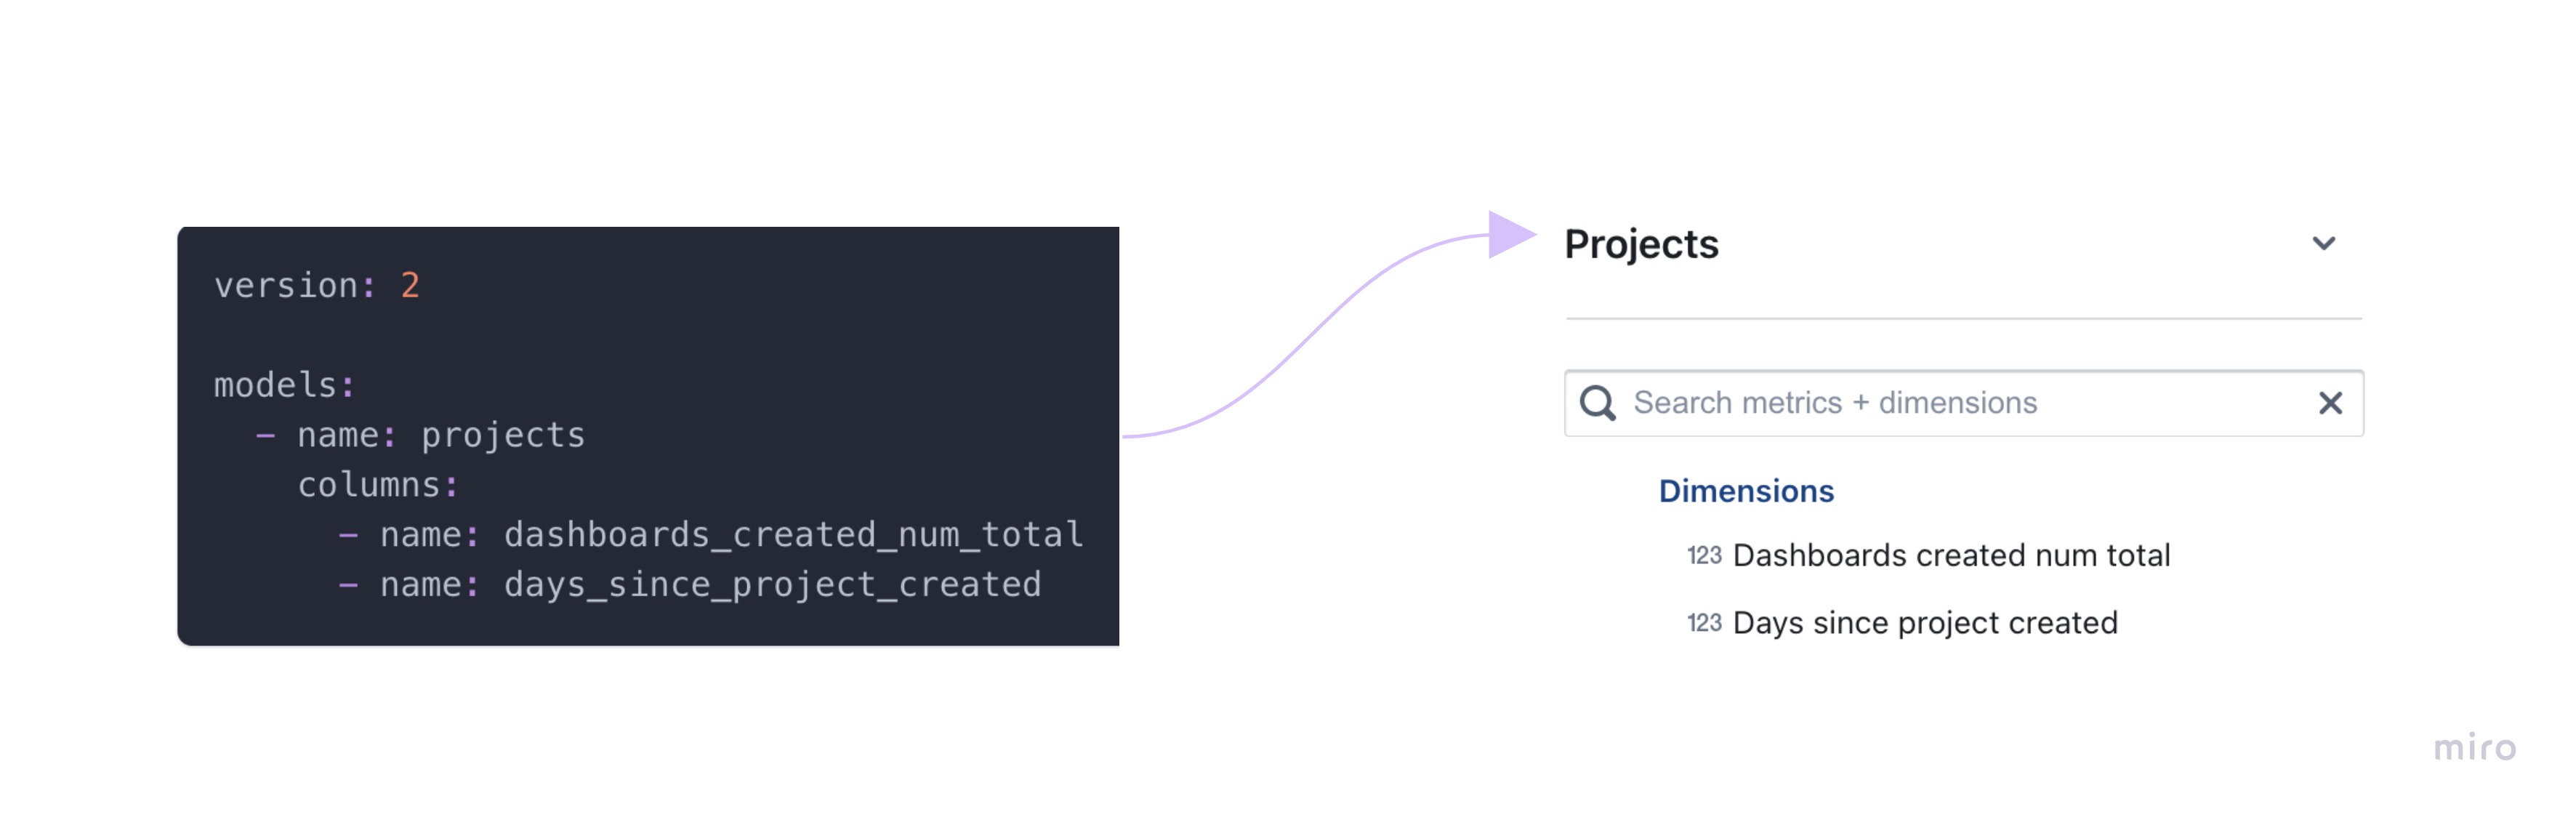 version: 2
models:
- name: projects
columns:
- name: dashboards_created_num_total
- name: days_since_project_created
Projects
Search metrics + dimensions
Dimensions
123 Dashboards created num total
123 Days since project created
miro